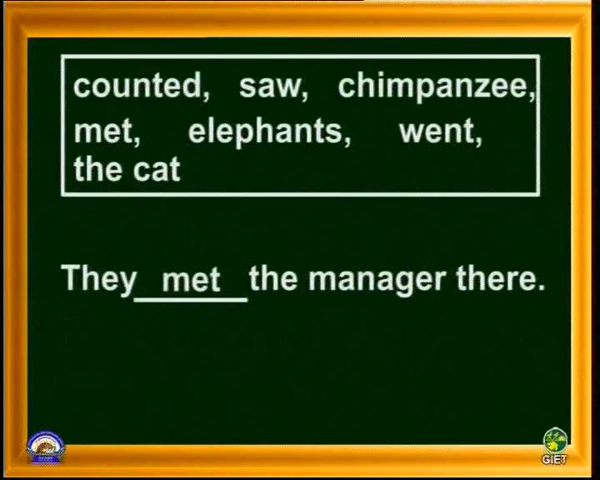 counted, saw, chimpanzee,
met, elephants, went,
the cat
They met the manager there.
GIET